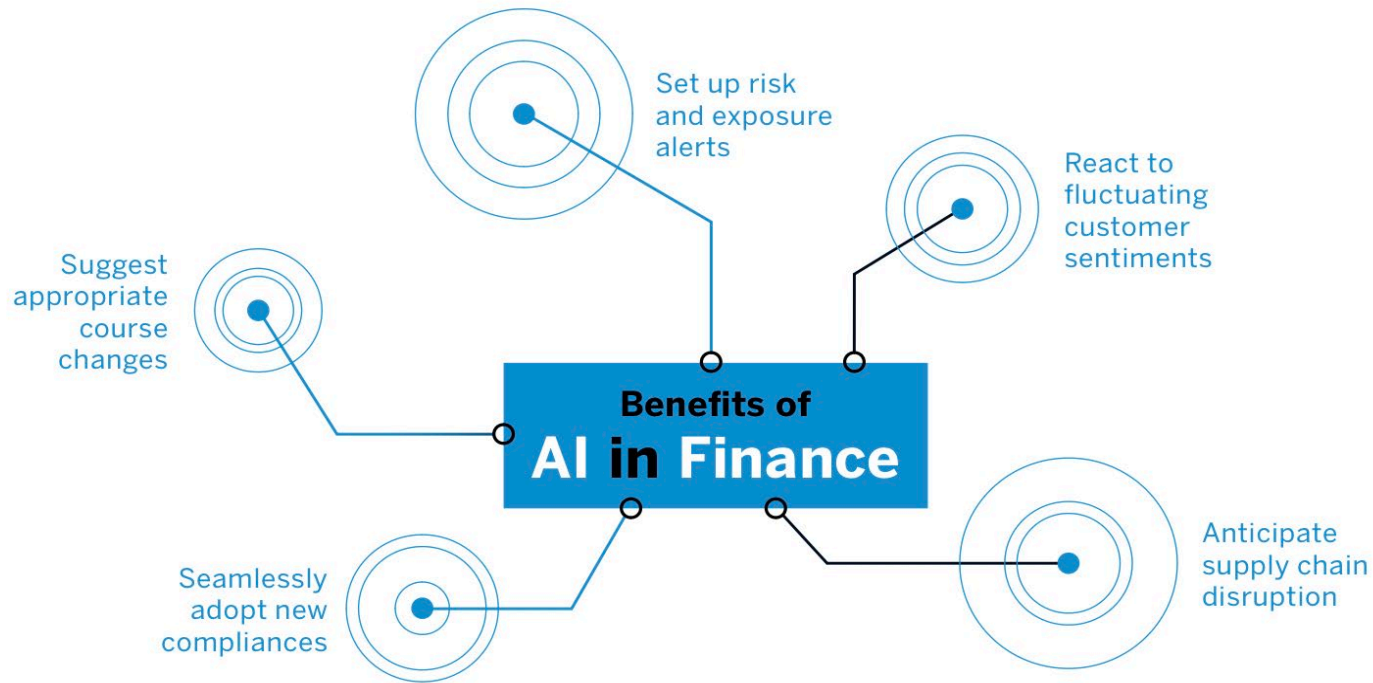 Set up risk
and exposure
alerts
React to
fluctuating
customer
sentiments
Suggest
appropriate
course
changes
Benefits of
AI in Finance
Seamlessly
adopt new
compliances
Anticipate
supply chain
disruption